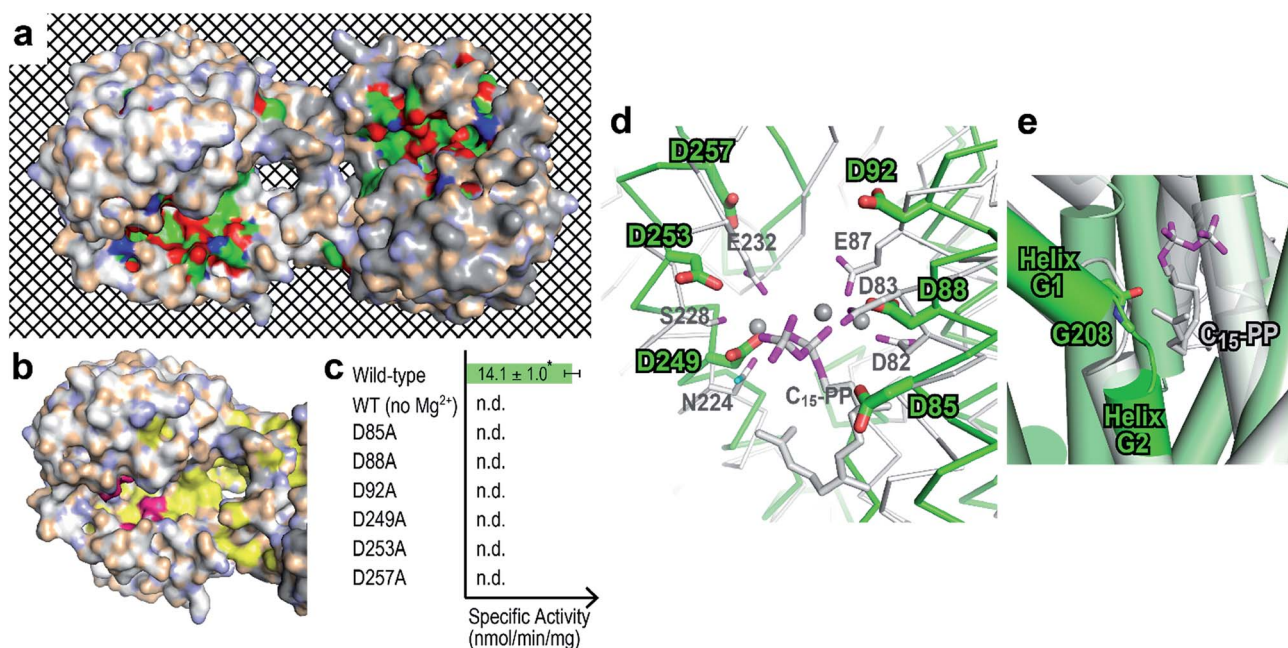 a
b
c
Wild-type
14.1 ± 1.0*
WT (no Mg2+)
n.d.
D85A
n.d.
D88A
n.d.
D92A
n.d.
D249A
n.d.
D253A
n.d.
D257A
n.d.
Specific Activity
(nmol/min/mg)
d
D257
D92
D253
E232
E87
D83
D88
S228
D249
D82
N224
C15-PP
D85
e
Helix
G1
G208
C15-PP
Helix
G2